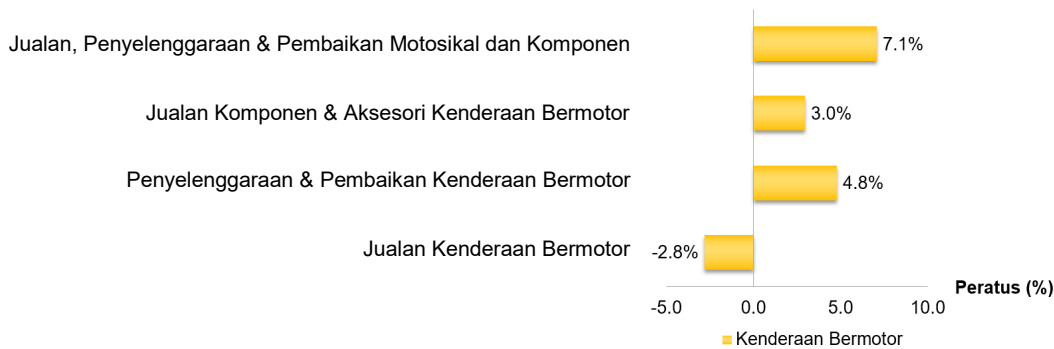 Jualan, Penyelenggaraan & Pembaikan Motosikal dan Komponen
7.1%
Jualan Komponen & Aksesori Kenderaan Bermotor
3.0%
Penyelenggaraan & Pembaikan Kenderaan Bermotor
4.8%
Jualan Kenderaan Bermotor
-2.8%
Peratus (%)
-5.0 0.0 5.0 10.0
Kenderaan Bermotor